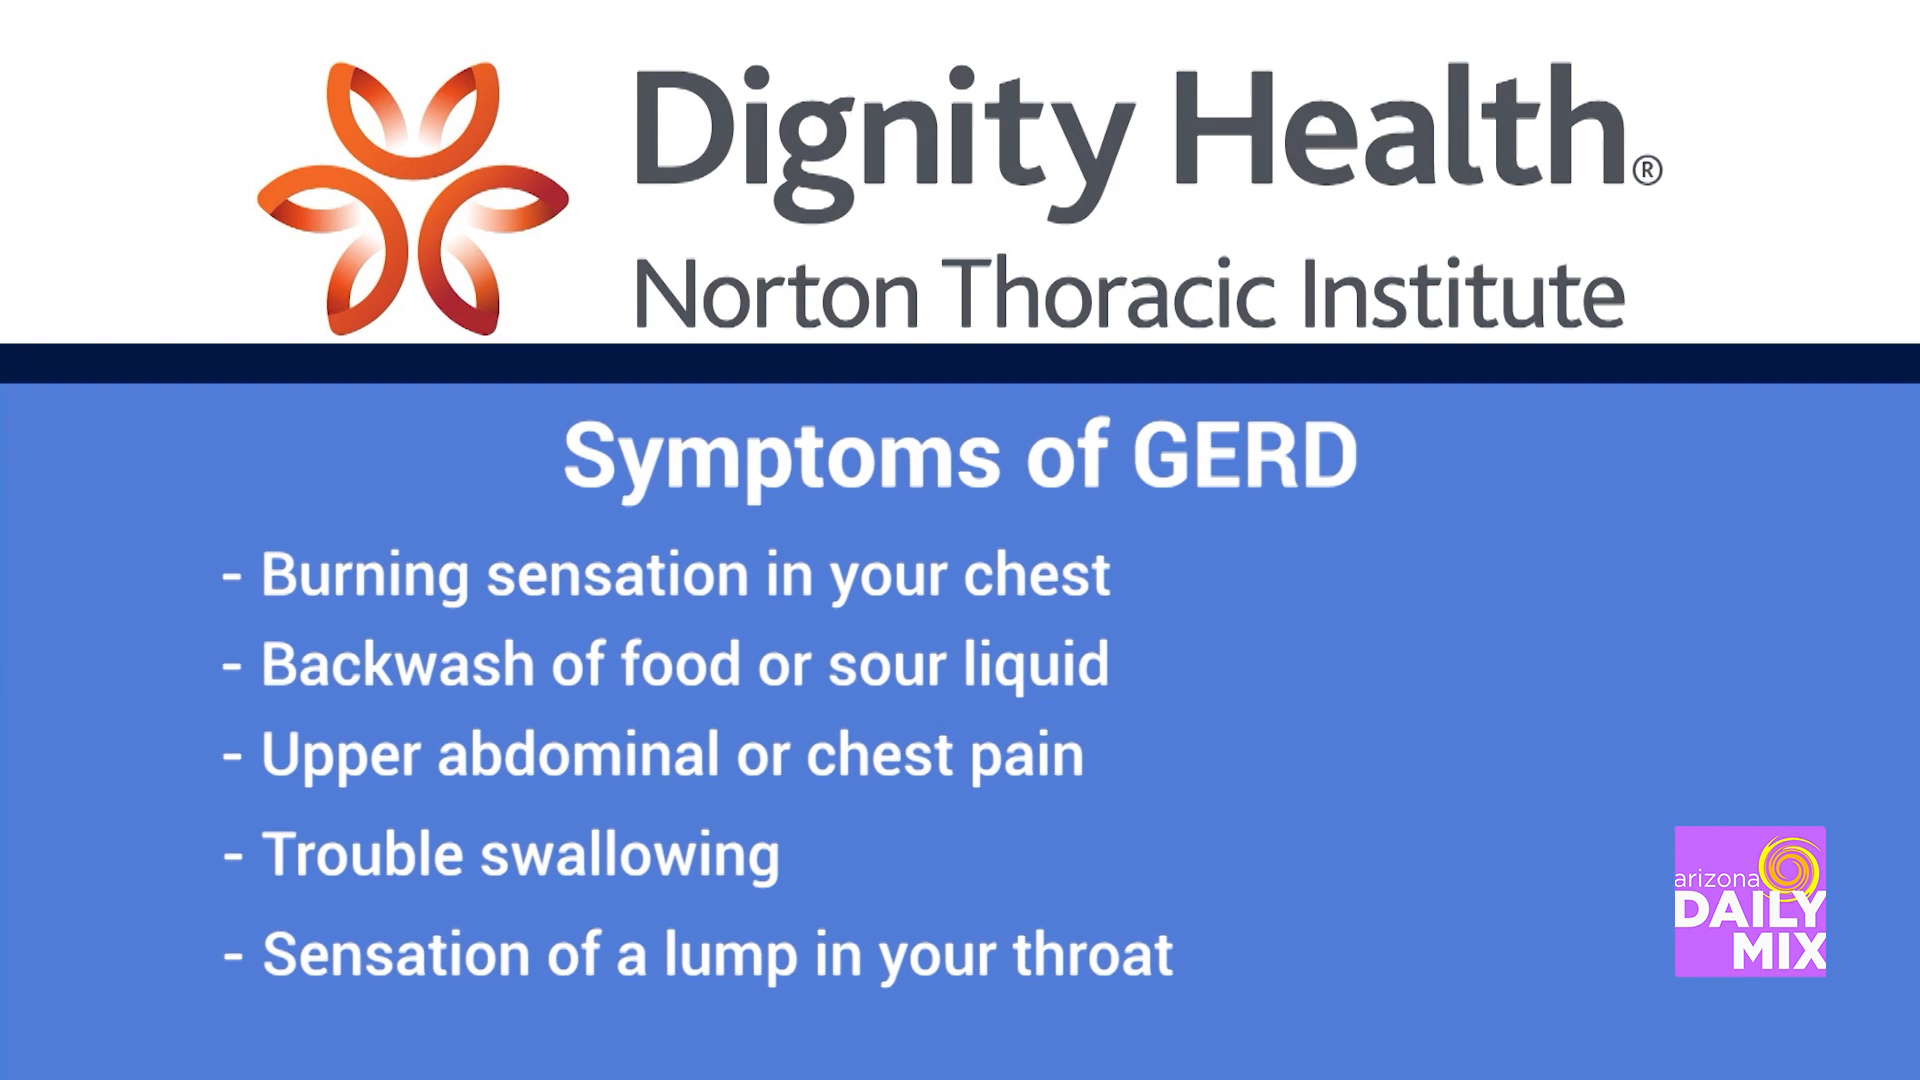 Dignity Health®
Norton Thoracic Institute
Symptoms of GERD
- Burning sensation in your chest
- Backwash of food or sour liquid
- Upper abdominal or chest pain
- Trouble swallowing
- Sensation of a lump in your throat
arizona
DAILY
MIX